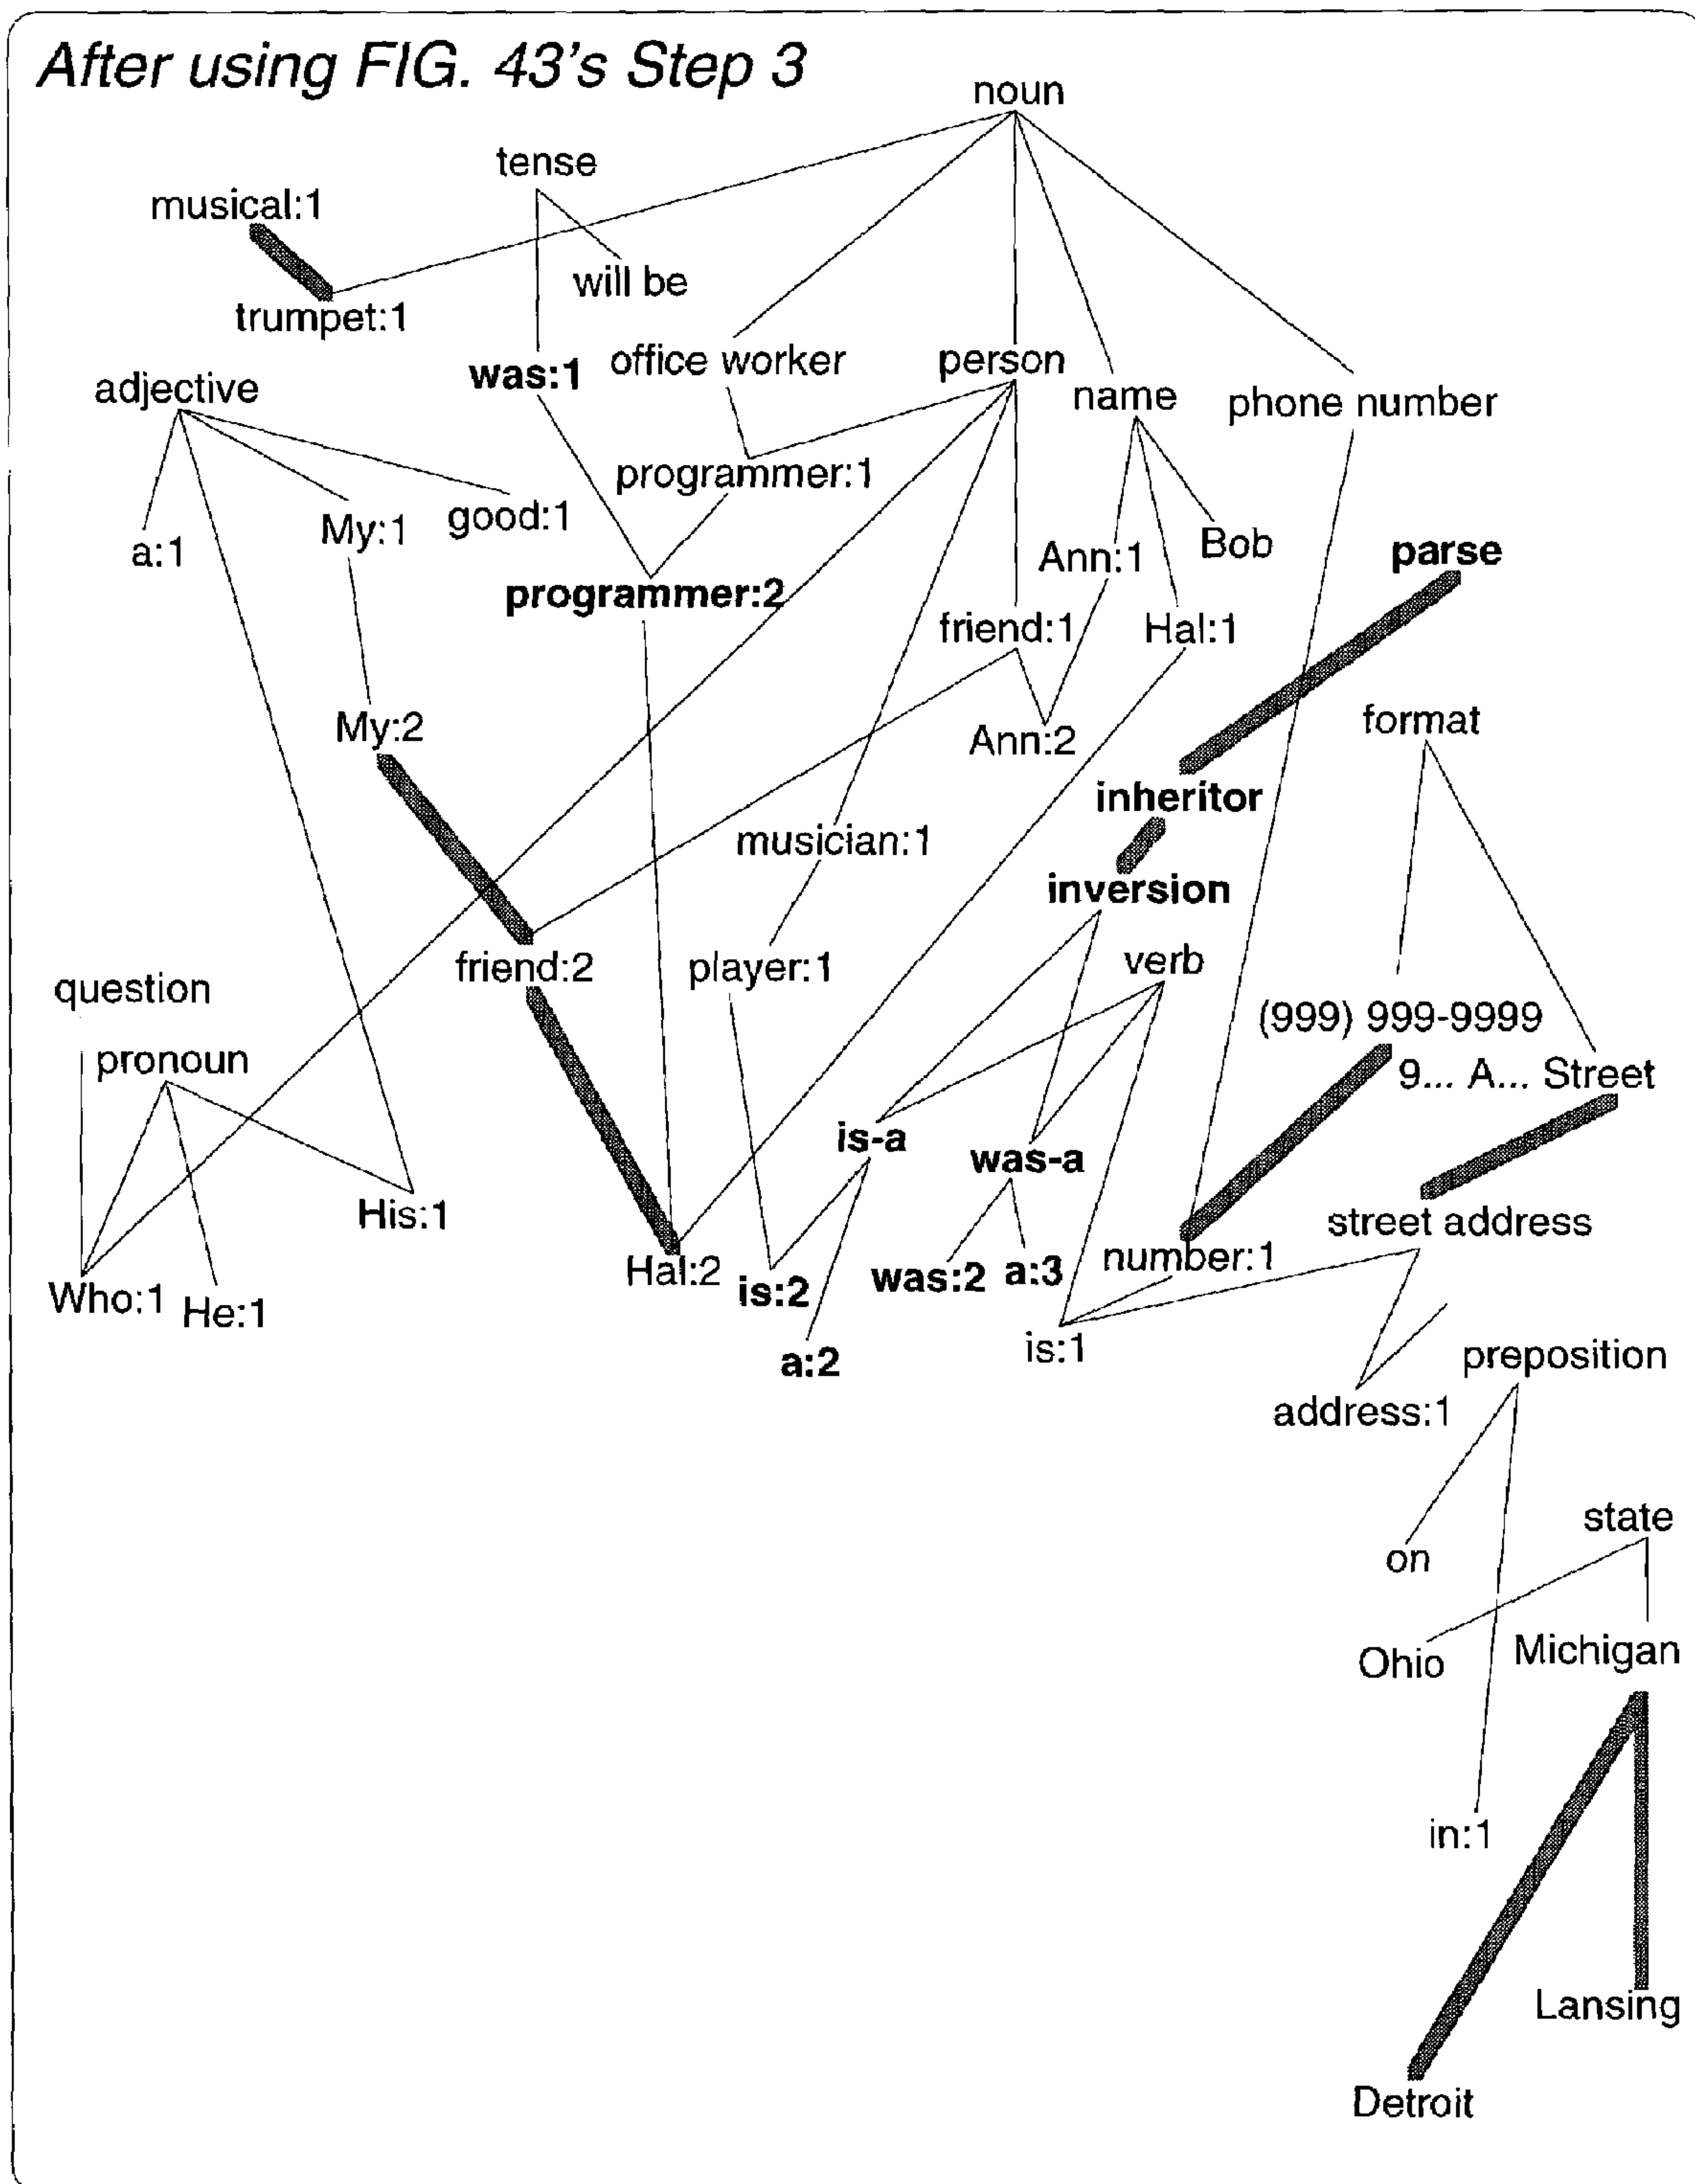 After using FIG. 43's Step 3
noun
tense
musical:1
will be
trumpet:1
was:1
office worker
person
adjective
name
phone number
programmer:1
good:1
My:1
a:1
Ann:1
Bob
parse
programmer:2
friend:1
Hal:1
My:2
Ann:2
format
inheritor
musician:1
inversion
friend:2
player:1
verb
question
(999) 999-9999
pronoun
9... A... Street
is-a
was-a
His:1
street address
Hal:2
number:1
is:2
was:2
a:3
Who:1
He:1
is:1
a:2
preposition
address:1
state
on
Ohio
Michigan
in:1
Lansing
Detroit